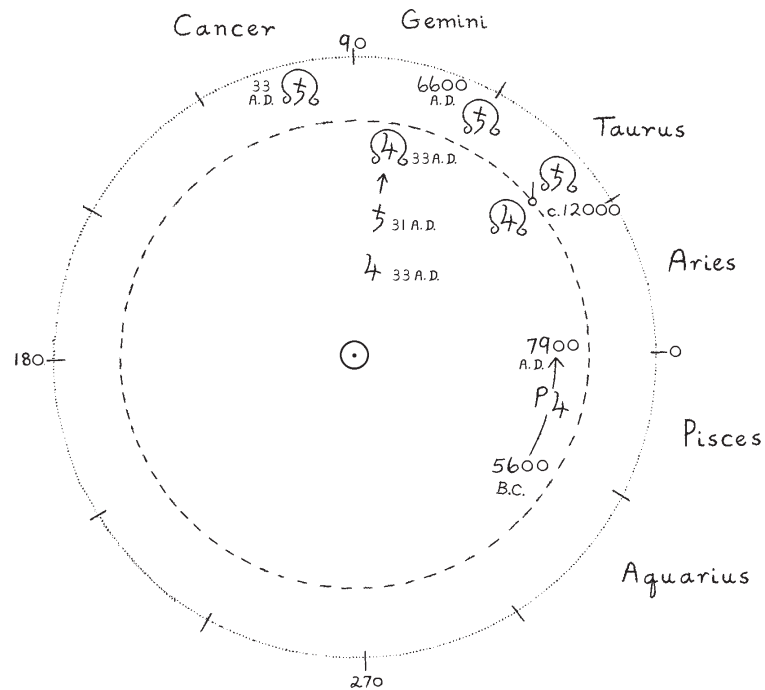 Cancer
Gemini
90
33
A.D.
6600
A.D.
Taurus
33 A.D.
c.12000
31 A.D.
Aries
33 A.D.
180
0
7900
A.D.
P
Pisces
5600
B.C.
Aquarius
270